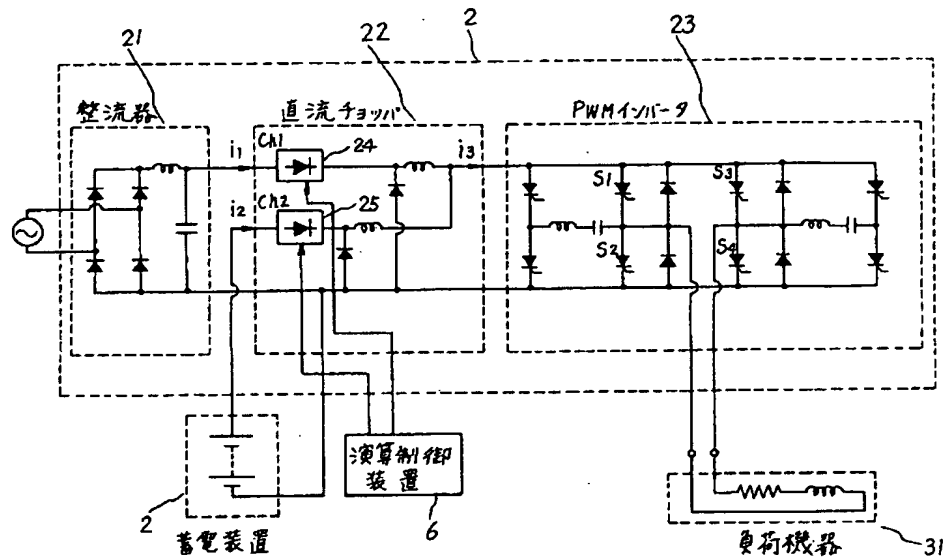 21
22
2
23
整流器
直流チョッパ
PWMインバータ
i1
Ch1
24
i3
i2
Ch2
25
S1
S3
S2
S4
演算制御
装置
2
6
蓄電装置
負荷機器
31